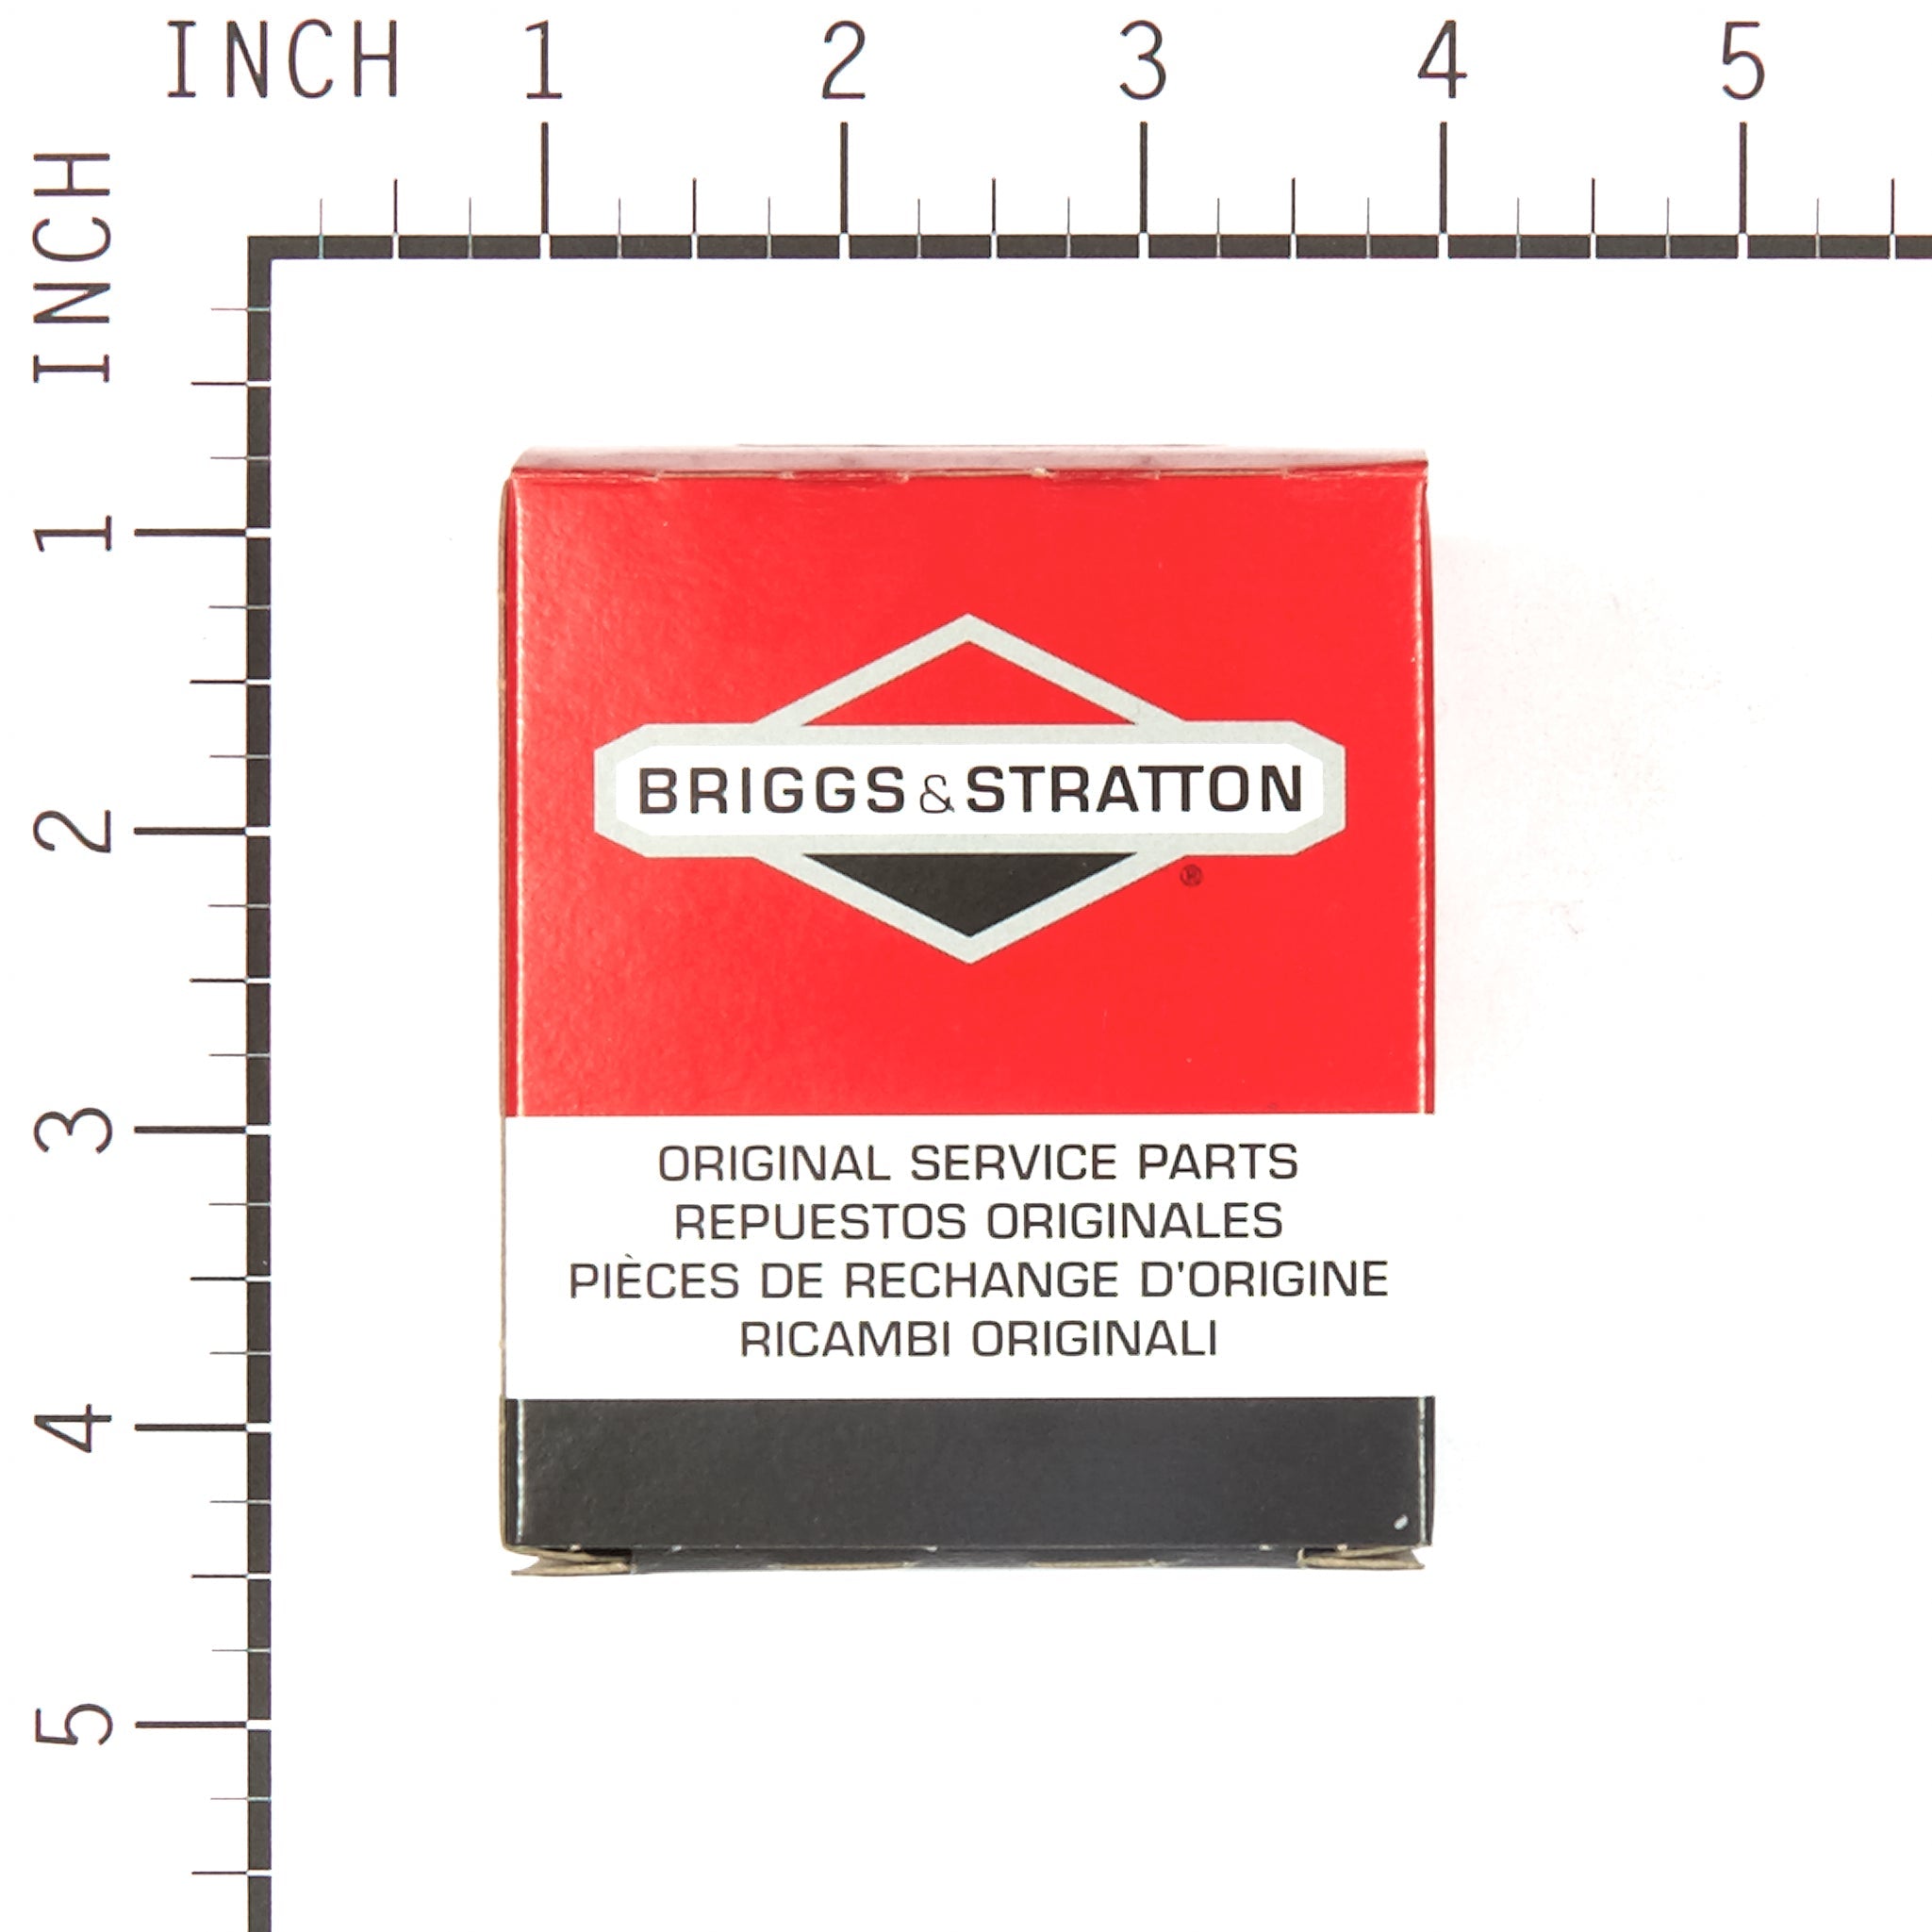 INCH 1 2 3 4 5
INCH 1 2 3 4 5
BRIGGS & STRATTON
®
ORIGINAL SERVICE PARTS
REPUESTOS ORIGINALES
PIÈCES DE RECHANGE D'ORIGINE
RICAMBI ORIGINALI